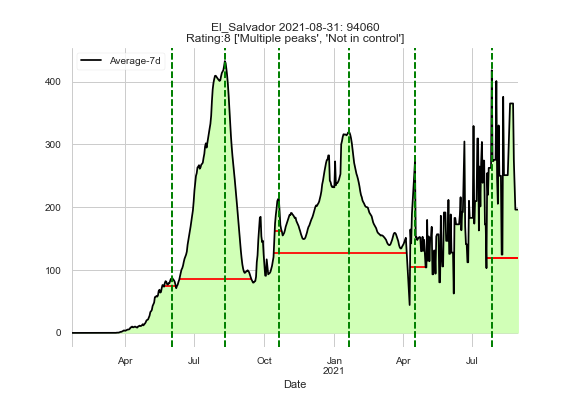 El_Salvador 2021-08-31: 94060
Rating:8 ['Multiple peaks', 'Not in control']
Average-7d
400
300
200
100
0
Apr
Jul
Oct
Jan
2021
Apr
Jul
Date